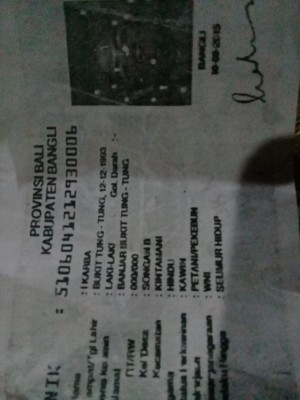 PROVINSI BALI
KABUPATEN BANGLI
NIK : 5106041212930006
Nama : I KARBA
Tempat/Tgl Lahir : BUKIT TUNG - TUNG, 12-12-1993
Jenis Kelamin : LAKI-LAKI Gol. Darah : -
Alamat : BANJAR BUKIT TUNG - TUNG
RT/RW : 000/000
Kel/Desa : SONGAN B
Kecamatan : KINTAMANI
Agama : HINDU
Status Perkawinan : KAWIN
Pekerjaan : PETANI/PEKEBUN
Kewarganegaraan : WNI
Berlaku Hingga : SEUMUR HIDUP
BANGLI
10-09-2015